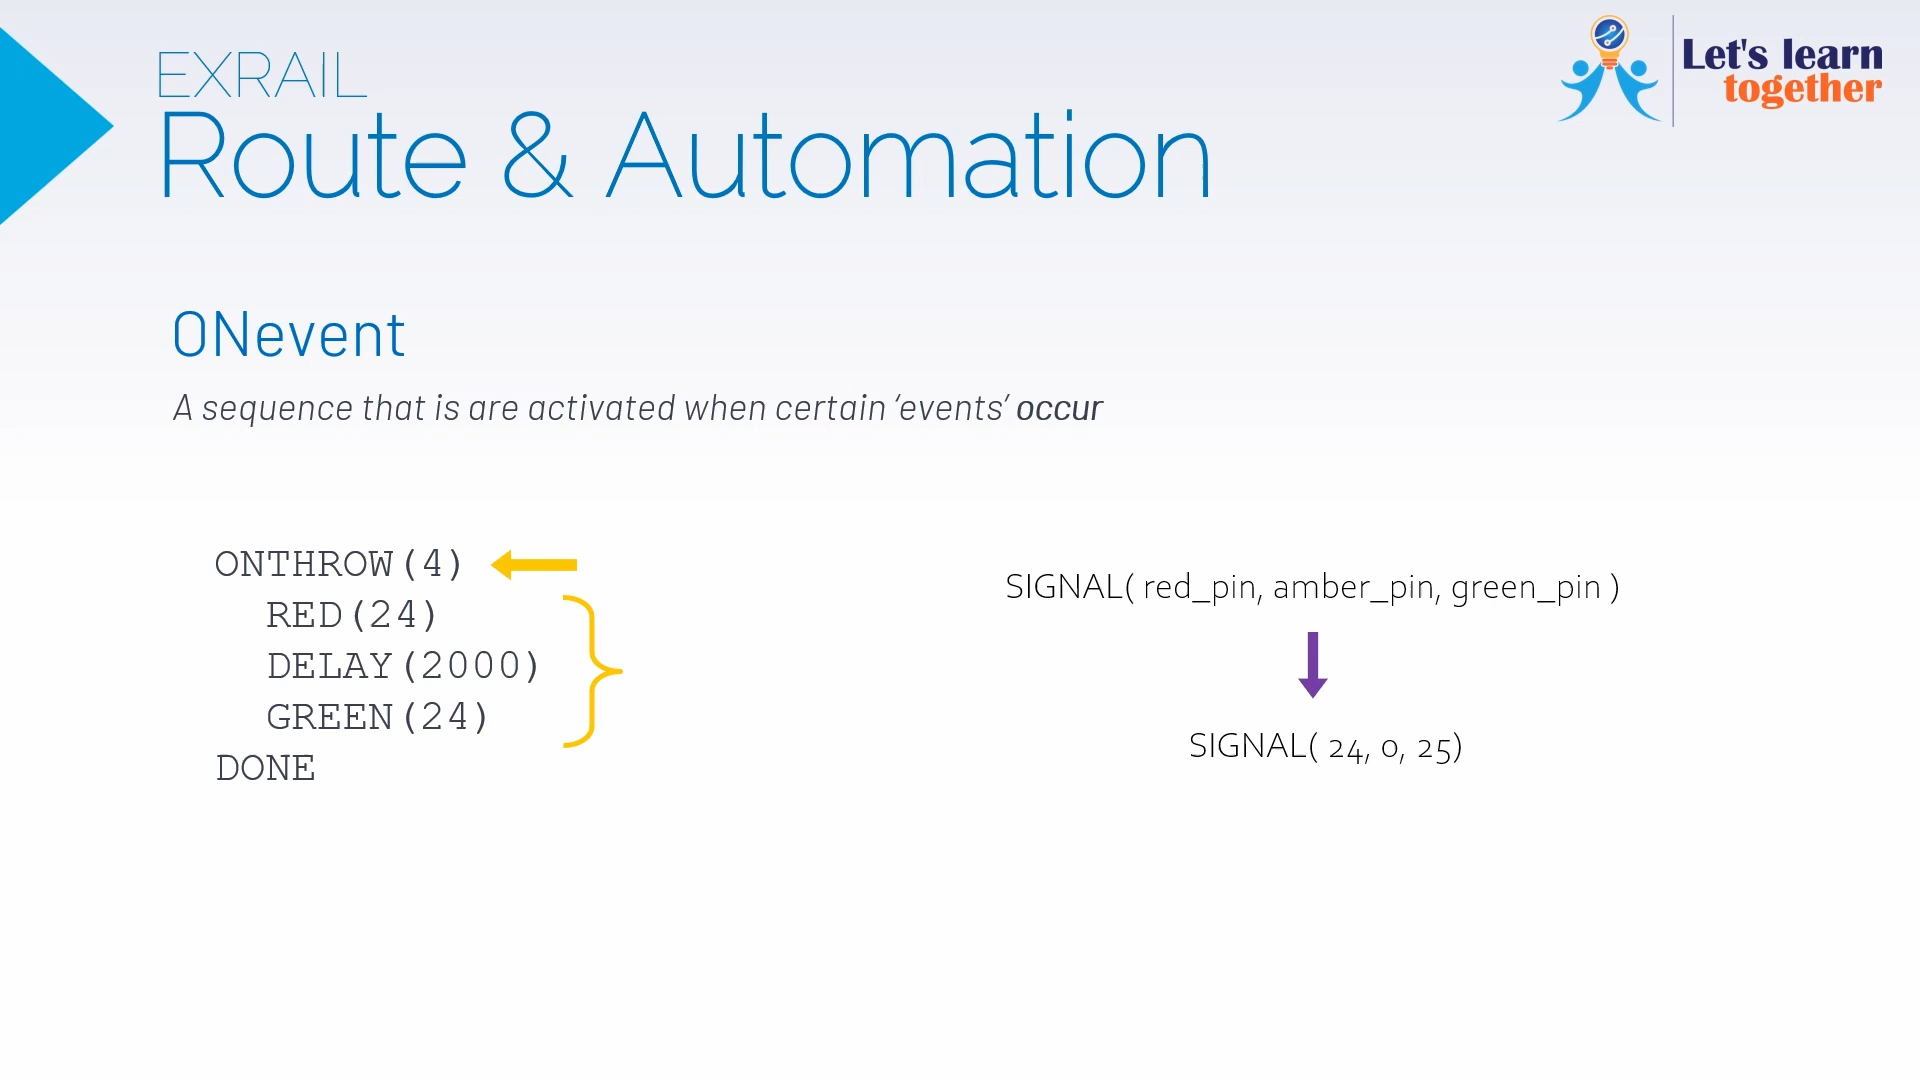 EXRAIL
Route & Automation
Let's learn
together
ONevent
A sequence that is are activated when certain ‘events’ occur
ONTHROW(4)
RED(24)
DELAY(2000)
GREEN(24)
DONE
SIGNAL( red_pin, amber_pin, green_pin )
SIGNAL( 24, 0, 25)